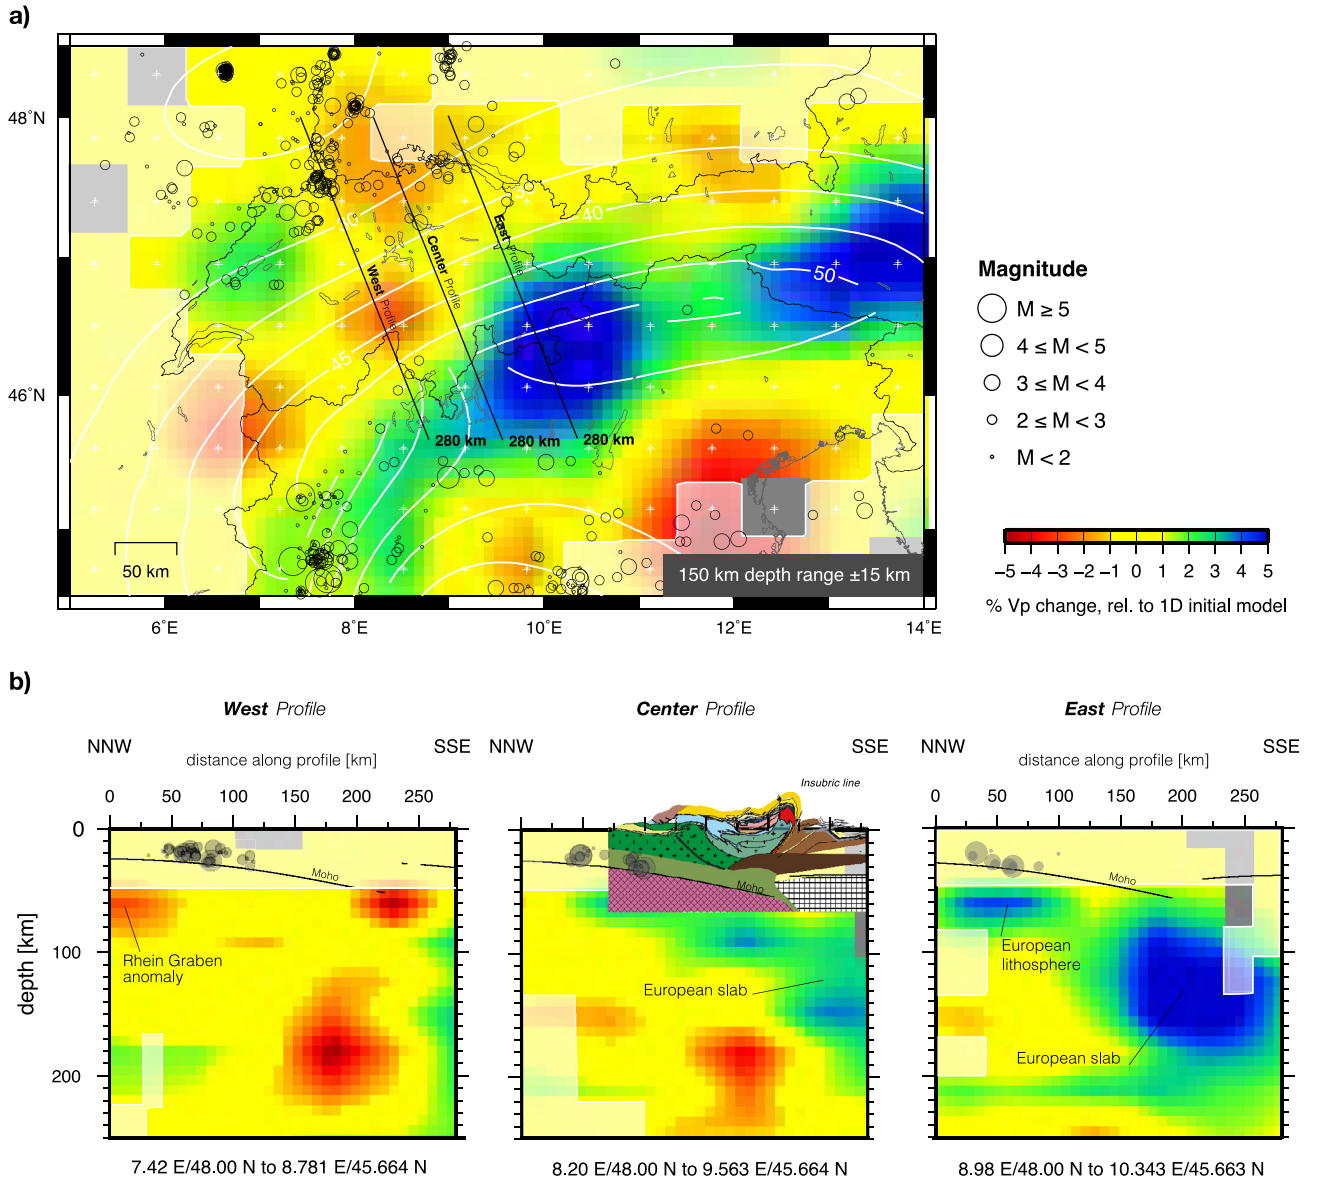 a)
48°N
46°N
30
40
40
45
50
West Profile
Center Profile
East Profile
280 km
280 km
280 km
50 km
150 km depth range ±15 km
6°E
8°E
10°E
12°E
14°E
Magnitude
M ≥ 5
4 ≤ M < 5
3 ≤ M < 4
2 ≤ M < 3
M < 2
−5 −4 −3 −2 −1 0 1 2 3 4 5
% Vp change, rel. to 1D initial model
b)
West Profile
NNW
SSE
distance along profile [km]
0 50 100 150 200 250
0
100
200
depth [km]
Moho
Rhein Graben
anomaly
7.42 E/48.00 N to 8.781 E/45.664 N
Center Profile
NNW
SSE
Insubric line
Moho
European slab
8.20 E/48.00 N to 9.563 E/45.664 N
East Profile
NNW
SSE
distance along profile [km]
0 50 100 150 200 250
Moho
European
lithosphere
European slab
8.98 E/48.00 N to 10.343 E/45.663 N